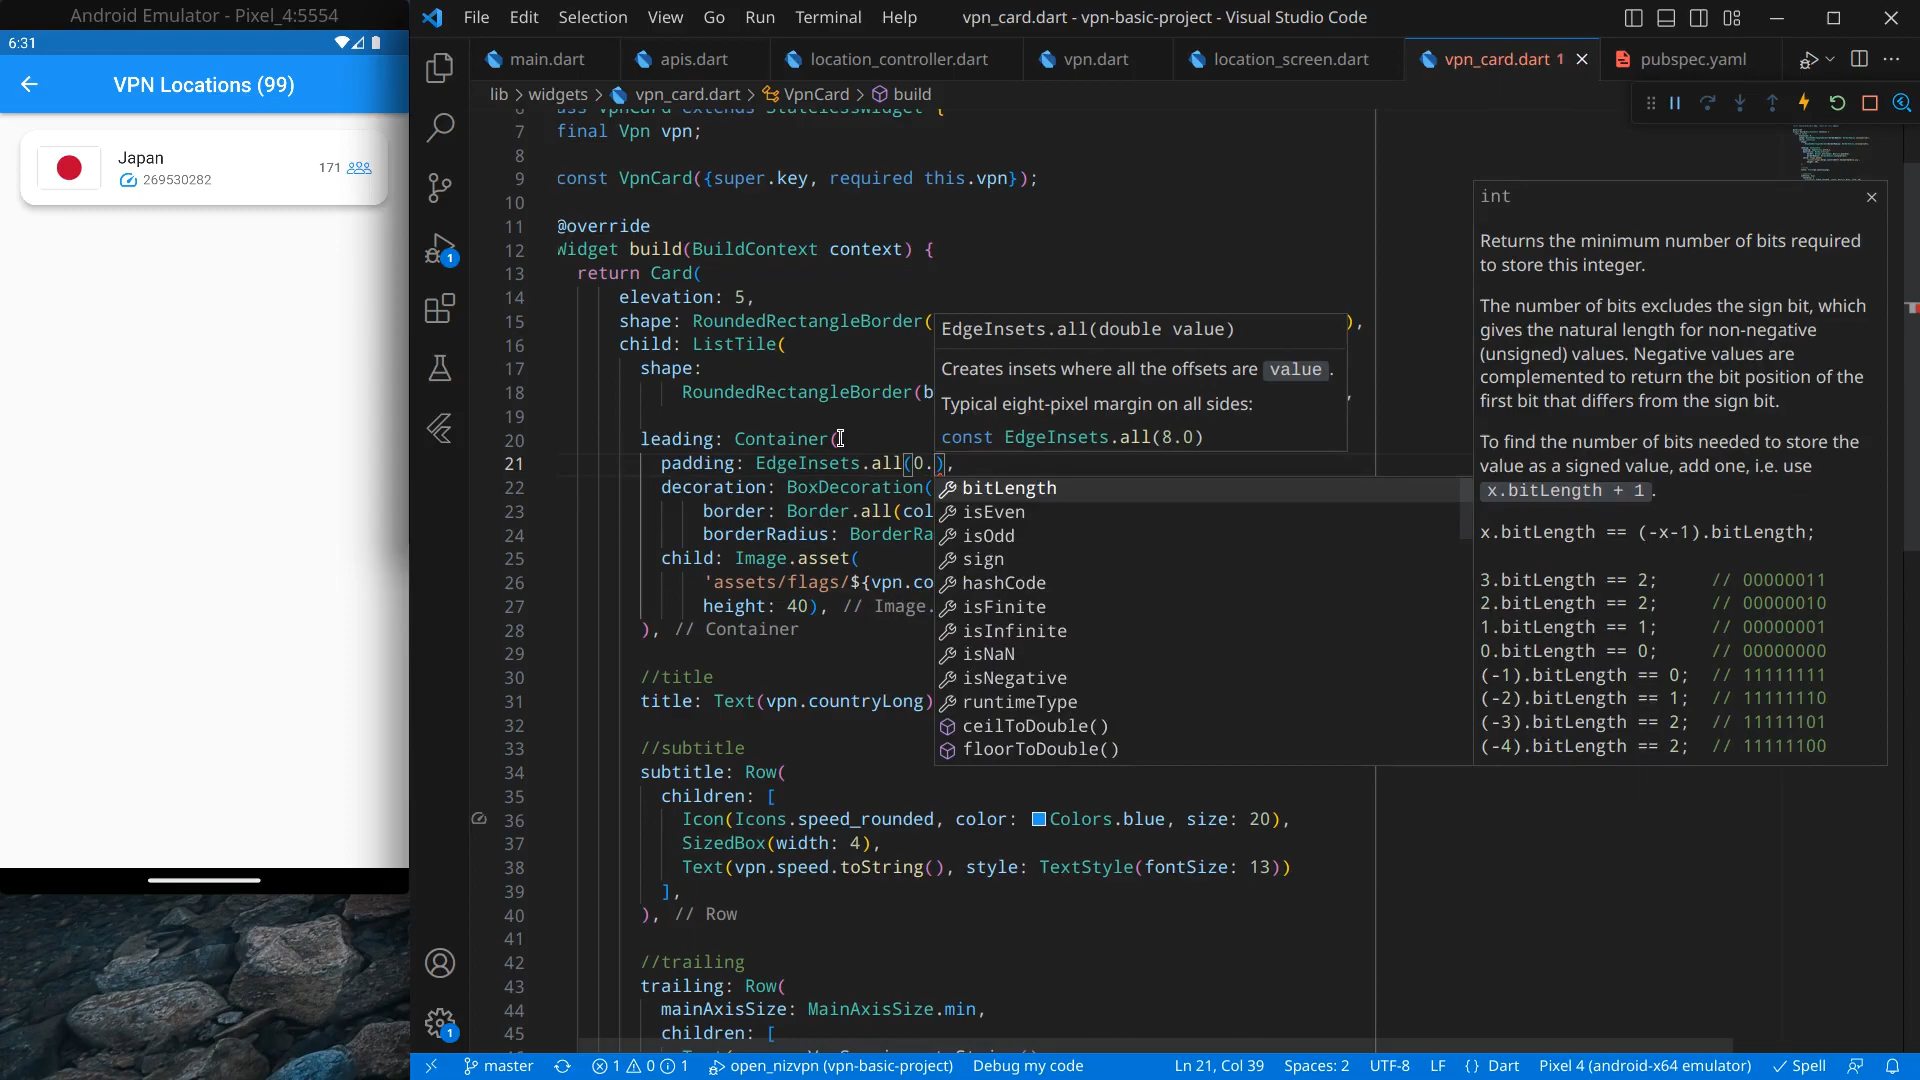 Android Emulator - Pixel_4:5554
6:31
VPN Locations (99)
Japan
269530282
171
File Edit Selection View Go Run Terminal Help
vpn_card.dart - vpn-basic-project - Visual Studio Code
main.dart apis.dart location_controller.dart vpn.dart location_screen.dart vpn_card.dart 1 pubspec.yaml
lib > widgets > vpn_card.dart > VpnCard > build
7 final Vpn vpn;
8
9 const VpnCard({super.key, required this.vpn});
10
11 @override
12 Widget build(BuildContext context) {
13 return Card(
14 elevation: 5,
15 shape: RoundedRectangleBorder( ),
16 child: ListTile(
17 shape:
18 RoundedRectangleBorder(b ,
19
20 leading: Container(
21 padding: EdgeInsets.all(0.),
22 decoration: BoxDecoration(
23 border: Border.all(col
24 borderRadius: BorderRa
25 child: Image.asset(
26 'assets/flags/${vpn.co
27 height: 40), // Image.
28 ), // Container
29
30 //title
31 title: Text(vpn.countryLong)
32
33 //subtitle
34 subtitle: Row(
35 children: [
36 Icon(Icons.speed_rounded, color: Colors.blue, size: 20),
37 SizedBox(width: 4),
38 Text(vpn.speed.toString(), style: TextStyle(fontSize: 13))
39 ],
40 ), // Row
41
42 //trailing
43 trailing: Row(
44 mainAxisSize: MainAxisSize.min,
45 children: [
EdgeInsets.all(double value)
Creates insets where all the offsets are value.
Typical eight-pixel margin on all sides:
const EdgeInsets.all(8.0)
bitLength
isEven
isOdd
sign
hashCode
isFinite
isInfinite
isNaN
isNegative
runtimeType
ceilToDouble()
floorToDouble()
int
Returns the minimum number of bits required
to store this integer.
The number of bits excludes the sign bit, which
gives the natural length for non-negative
(unsigned) values. Negative values are
complemented to return the bit position of the
first bit that differs from the sign bit.
To find the number of bits needed to store the
value as a signed value, add one, i.e. use
x.bitLength + 1.
x.bitLength == (-x-1).bitLength;
3.bitLength == 2; // 00000011
2.bitLength == 2; // 00000010
1.bitLength == 1; // 00000001
0.bitLength == 0; // 00000000
(-1).bitLength == 0; // 11111111
(-2).bitLength == 1; // 11111110
(-3).bitLength == 2; // 11111101
(-4).bitLength == 2; // 11111100
1
1
master 1 0 1 open_nizvpn (vpn-basic-project) Debug my code Ln 21, Col 39 Spaces: 2 UTF-8 LF {} Dart Pixel 4 (android-x64 emulator) Spell